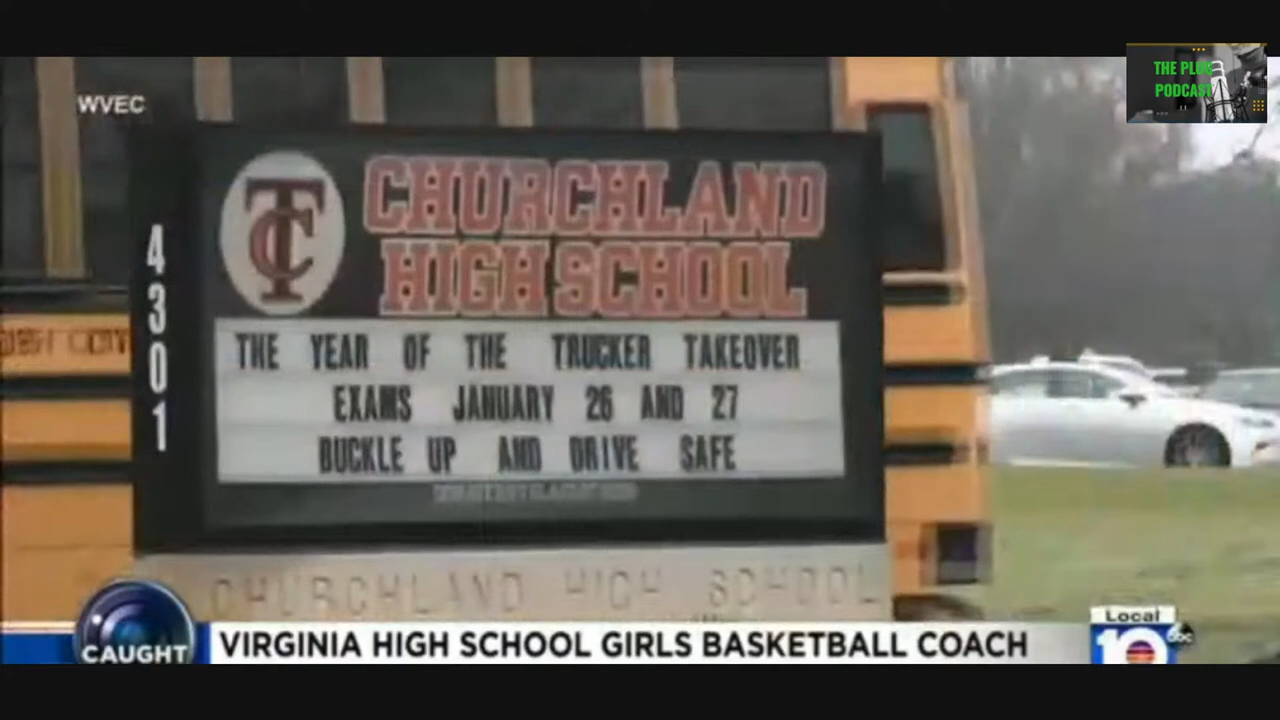 THE PLUG
PODCAST
WVEC
TC
CHURCHLAND
HIGH SCHOOL
4301
THE YEAR OF THE TRUCKER TAKEOVER
EXAMS JANUARY 26 AND 27
BUCKLE UP AND DRIVE SAFE
CHURCHLAND HIGH SCHOOL
CAUGHT
VIRGINIA HIGH SCHOOL GIRLS BASKETBALL COACH
Local
10
abc